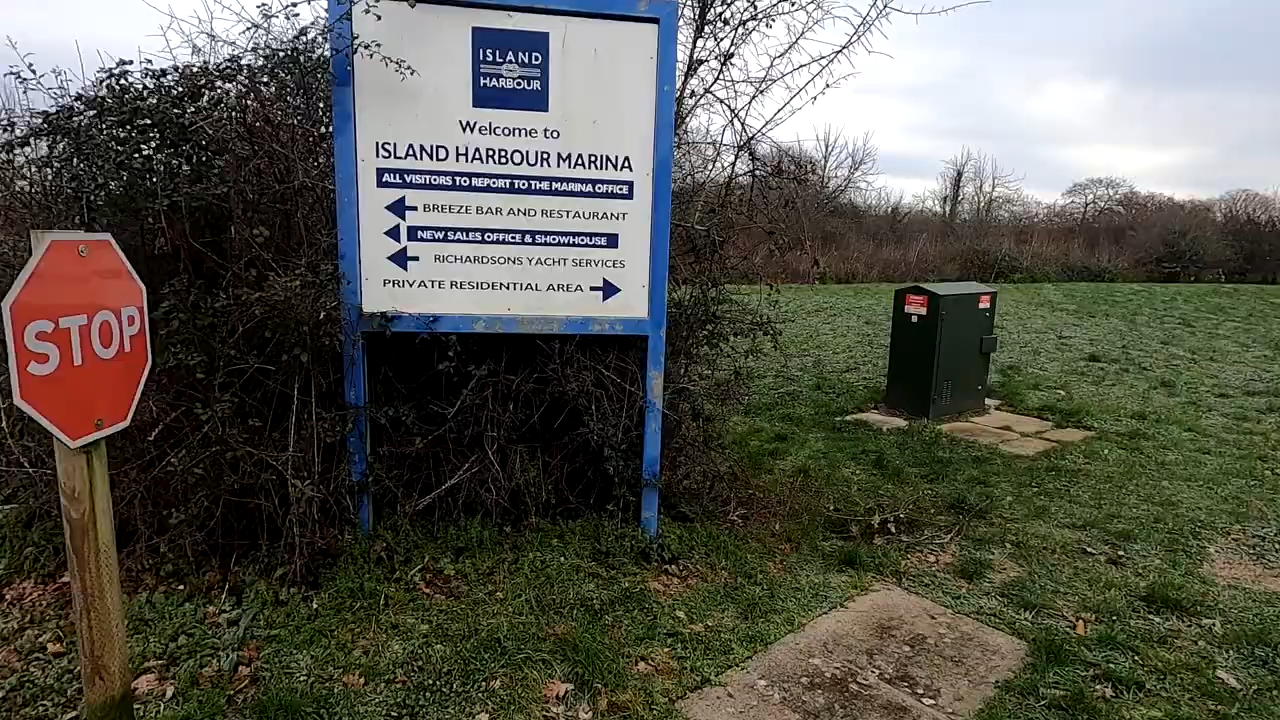 ISLAND
HARBOUR
Welcome to
ISLAND HARBOUR MARINA
ALL VISITORS TO REPORT TO THE MARINA OFFICE
BREEZE BAR AND RESTAURANT
NEW SALES OFFICE & SHOWHOUSE
RICHARDSONS YACHT SERVICES
PRIVATE RESIDENTIAL AREA
STOP